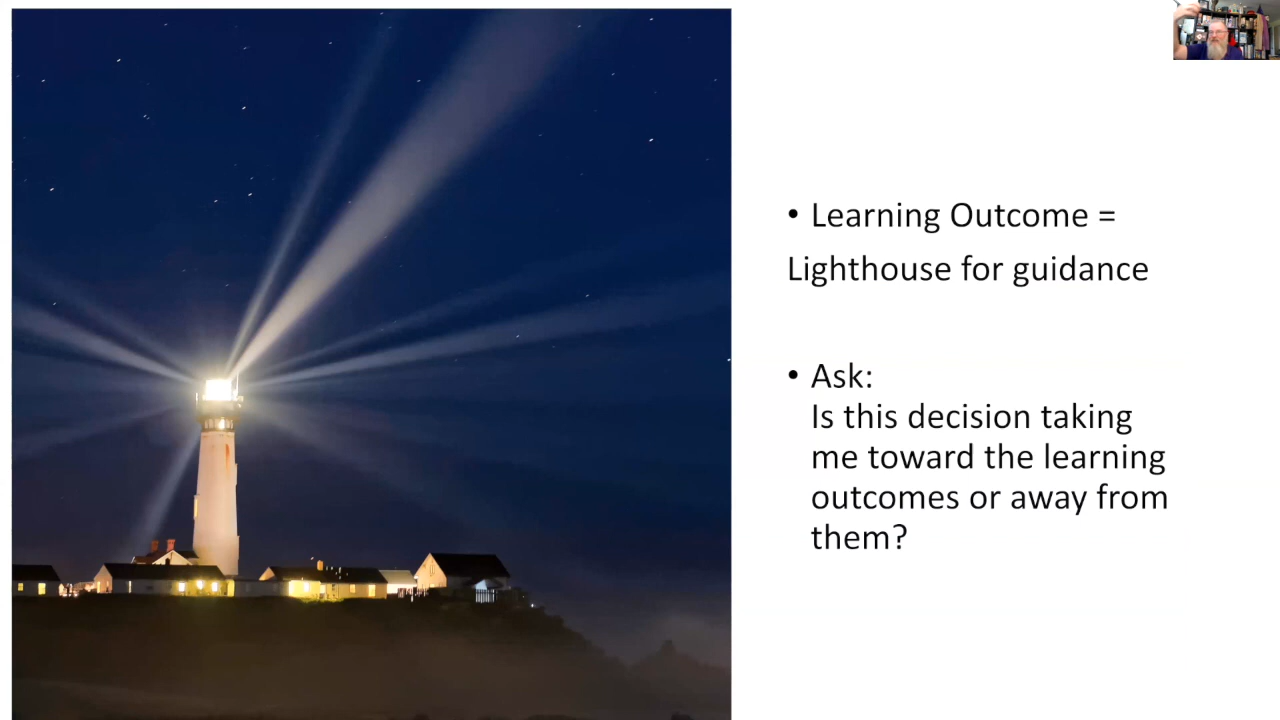 • Learning Outcome =
Lighthouse for guidance
• Ask:
Is this decision taking
me toward the learning
outcomes or away from
them?